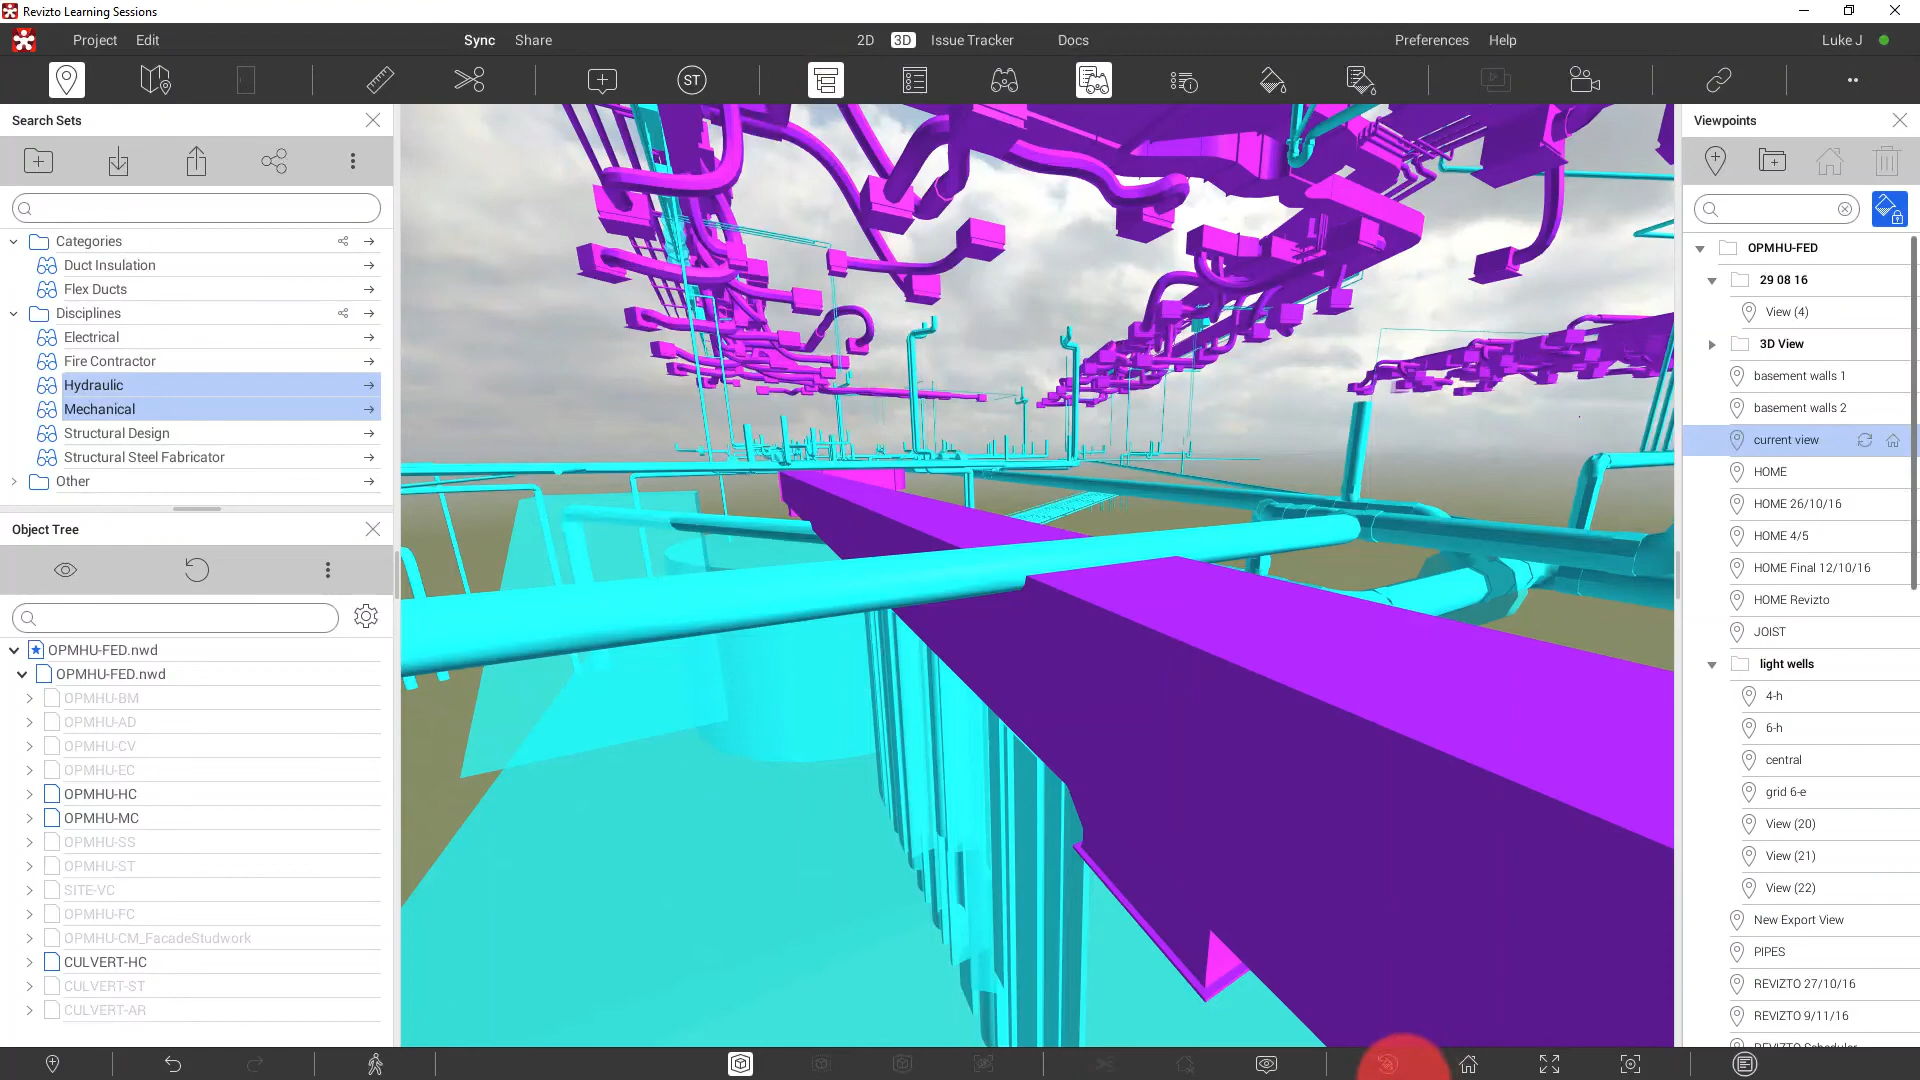 Revizto Learning Sessions
Project
Edit
Sync
Share
2D
3D
Issue Tracker
Docs
Preferences
Help
Luke J
ST
Search Sets
Categories
Duct Insulation
Flex Ducts
Disciplines
Electrical
Fire Contractor
Hydraulic
Mechanical
Structural Design
Structural Steel Fabricator
Other
Object Tree
OPMHU-FED.nwd
OPMHU-FED.nwd
OPMHU-BM
OPMHU-AD
OPMHU-CV
OPMHU-EC
OPMHU-HC
OPMHU-MC
OPMHU-SS
OPMHU-ST
SITE-VC
OPMHU-FC
OPMHU-CM_FacadeStudwork
CULVERT-HC
CULVERT-ST
CULVERT-AR
Viewpoints
OPMHU-FED
29 08 16
View (4)
3D View
basement walls 1
basement walls 2
current view
HOME
HOME 26/10/16
HOME 4/5
HOME Final 12/10/16
HOME Revizto
JOIST
light wells
4-h
6-h
central
grid 6-e
View (20)
View (21)
View (22)
New Export View
PIPES
REVIZTO 27/10/16
REVIZTO 9/11/16